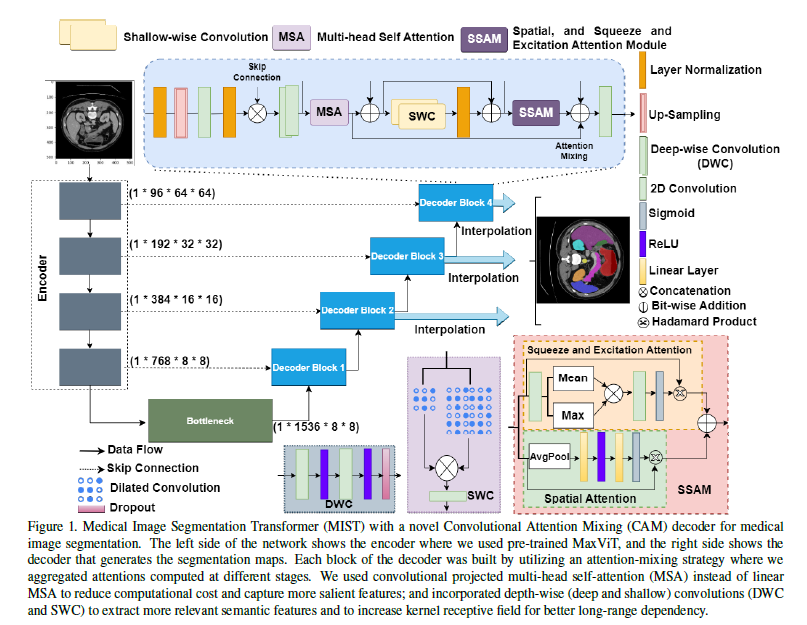 Shallow-wise Convolution
MSA
Multi-head Self Attention
SSAM
Spatial, and Squeeze and
Excitation Attention Module
Skip
Connection
MSA
SWC
SSAM
Attention
Mixing
Layer Normalization
Up-Sampling
Deep-wise Convolution
(DWC)
2D Convolution
Sigmoid
ReLU
Linear Layer
Concatenation
Bit-wise Addition
Hadamard Product
Encoder
(1 * 96 * 64 * 64)
(1 * 192 * 32 * 32)
(1 * 384 * 16 * 16)
(1 * 768 * 8 * 8)
Decoder Block 4
Interpolation
Decoder Block 3
Interpolation
Decoder Block 2
Interpolation
Decoder Block 1
Bottleneck
(1 * 1536 * 8 * 8)
Data Flow
Skip Connection
Dilated Convolution
Dropout
DWC
SWC
Squeeze and Excitation Attention
Mean
Max
AvgPool
Spatial Attention
SSAM
Figure 1. Medical Image Segmentation Transformer (MIST) with a novel Convolutional Attention Mixing (CAM) decoder for medical
image segmentation. The left side of the network shows the encoder where we used pre-trained MaxViT, and the right side shows the
decoder that generates the segmentation maps. Each block of the decoder was built by utilizing an attention-mixing strategy where we
aggregated attentions computed at different stages. We used convolutional projected multi-head self-attention (MSA) instead of linear
MSA to reduce computational cost and capture more salient features; and incorporated depth-wise (deep and shallow) convolutions (DWC
and SWC) to extract more relevant semantic features and to increase kernel receptive field for better long-range dependency.